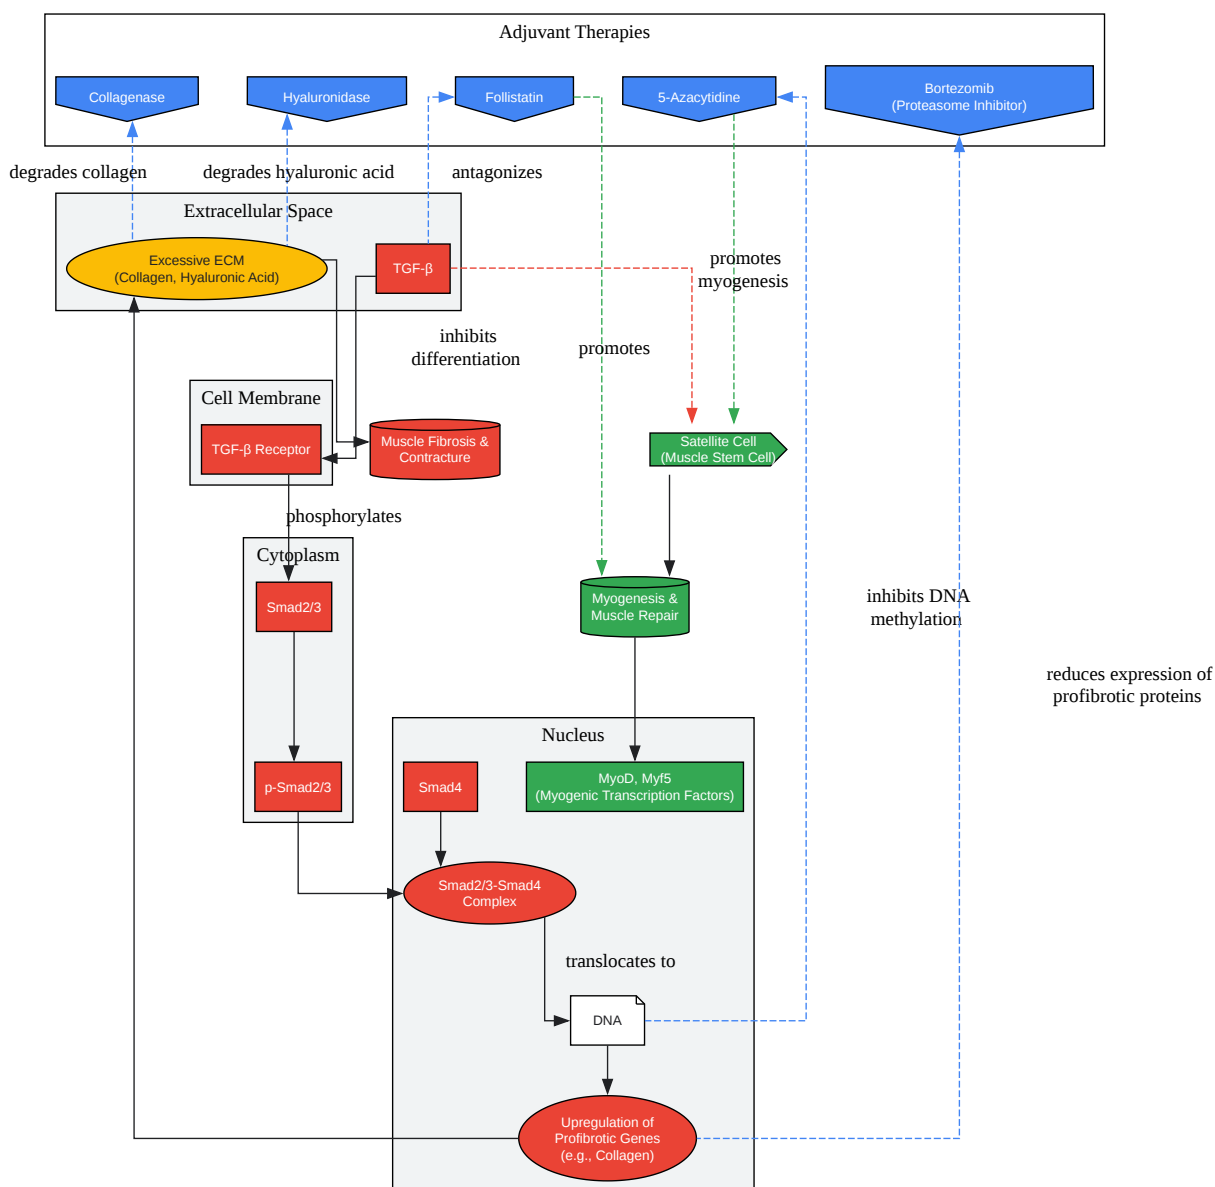 Adjuvant Therapies
Collagenase
Hyaluronidase
Follistatin
5-Azacytidine
Bortezomib
(Proteasome Inhibitor)
degrades collagen
degrades hyaluronic acid
antagonizes
Extracellular Space
Excessive ECM
(Collagen, Hyaluronic Acid)
TGF-β
promotes
myogenesis
inhibits
differentiation
promotes
Cell Membrane
TGF-β Receptor
Muscle Fibrosis &
Contracture
Satellite Cell
(Muscle Stem Cell)
phosphorylates
Cytoplasm
Smad2/3
Myogenesis &
Muscle Repair
inhibits DNA
methylation
reduces expression of
profibrotic proteins
Nucleus
p-Smad2/3
Smad4
MyoD, Myf5
(Myogenic Transcription Factors)
Smad2/3-Smad4
Complex
translocates to
DNA
Upregulation of
Profibrotic Genes
(e.g., Collagen)